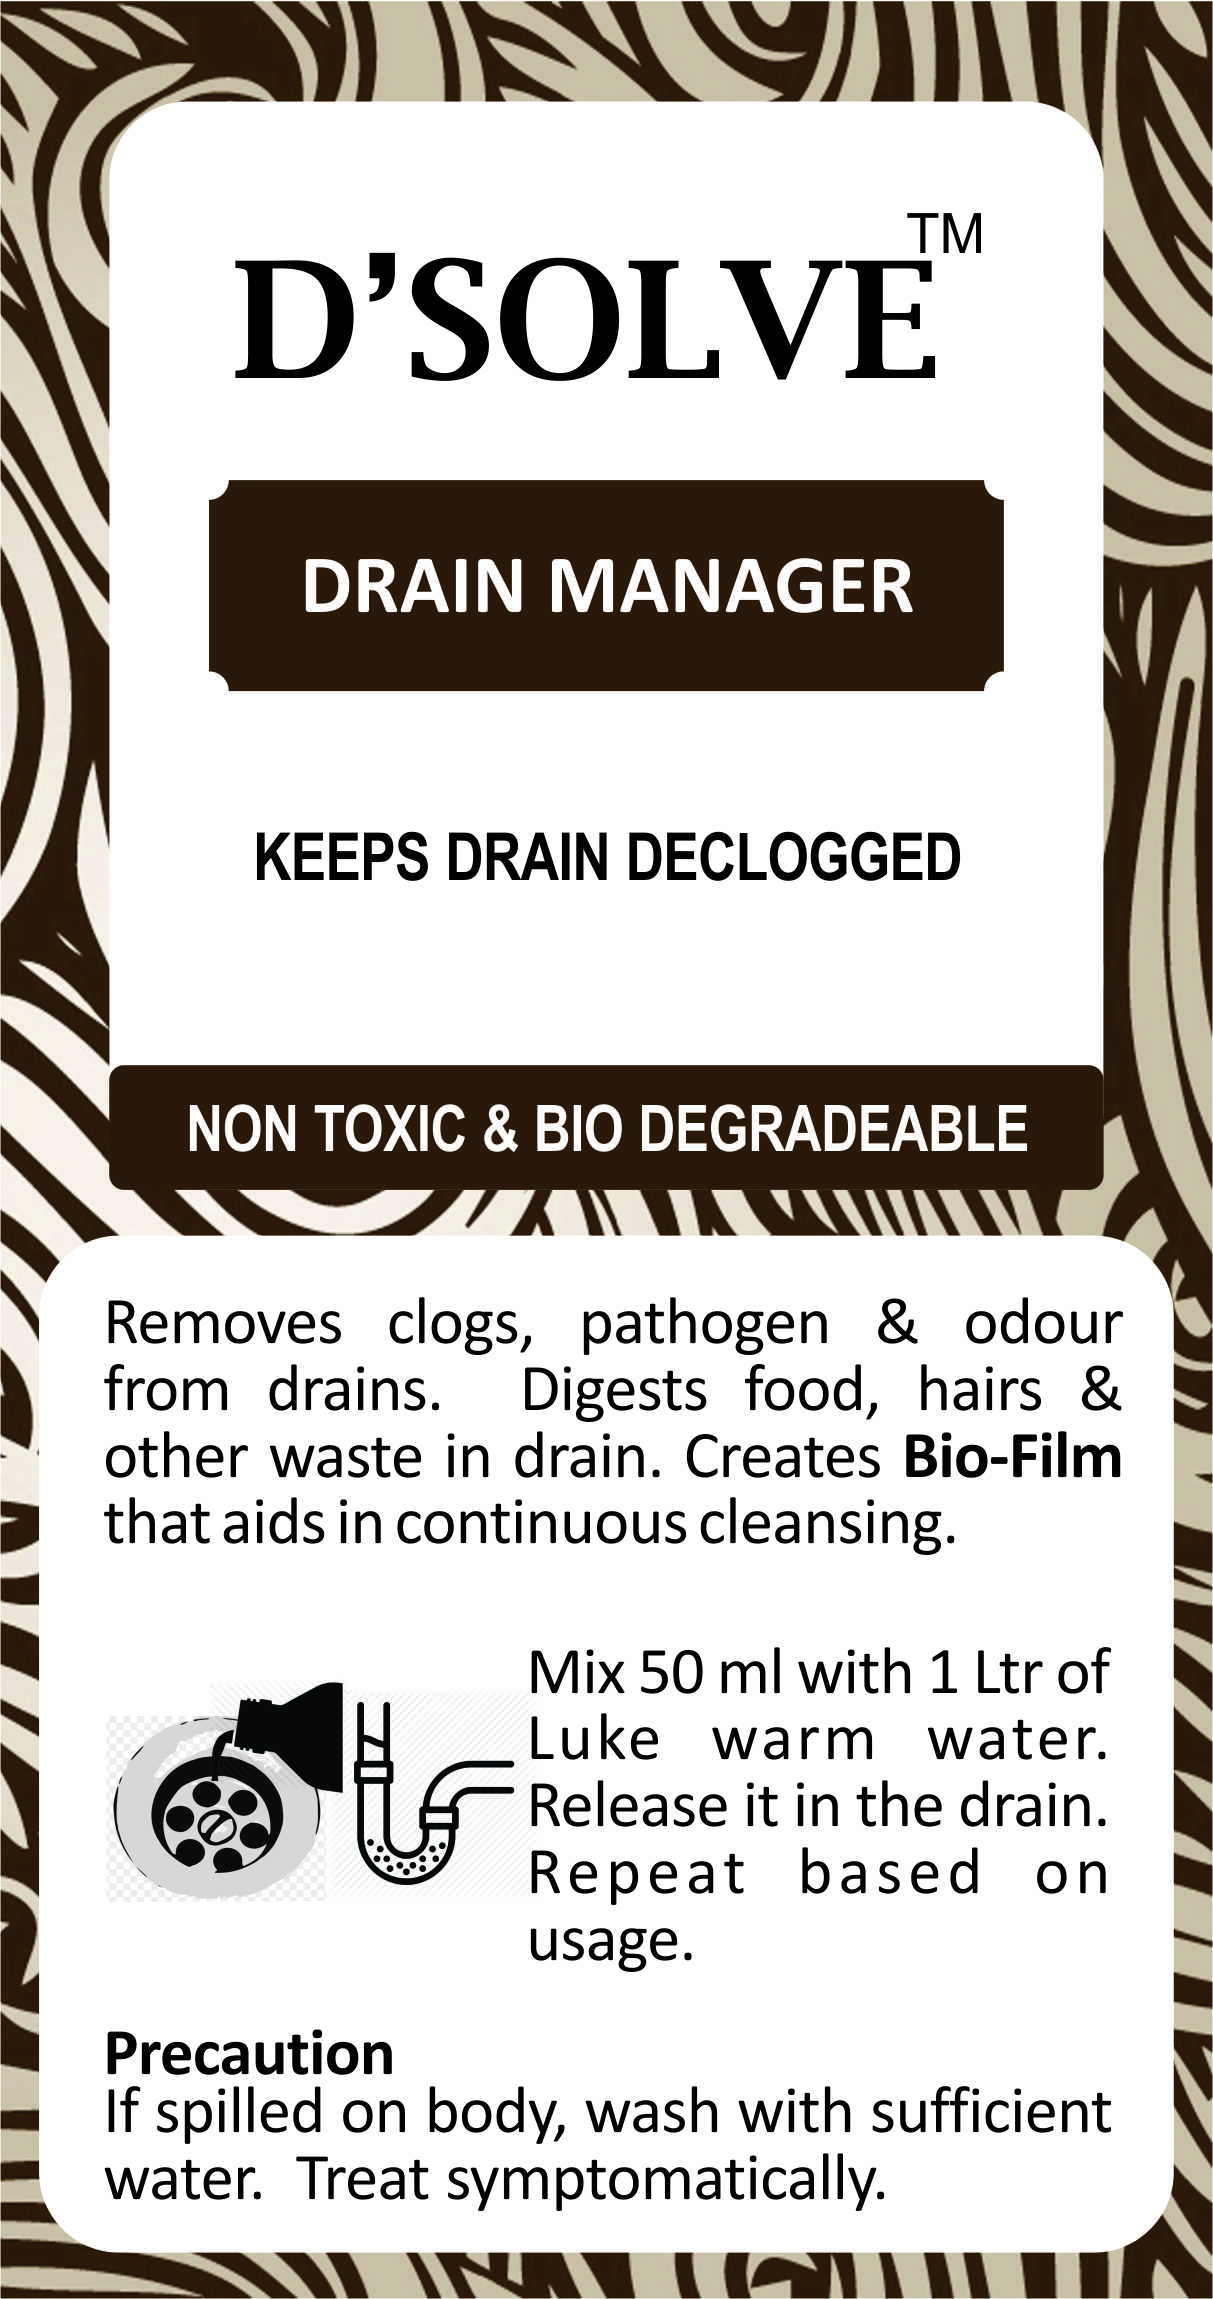 D’SOLVE™
DRAIN MANAGER
KEEPS DRAIN DECLOGGED
NON TOXIC & BIO DEGRADEABLE
Removes clogs, pathogen & odour
from drains. Digests food, hairs &
other waste in drain. Creates Bio-Film
that aids in continuous cleansing.
Mix 50 ml with 1 Ltr of
Luke warm water.
Release it in the drain.
Repeat based on
usage.
Precaution
If spilled on body, wash with sufficient
water. Treat symptomatically.